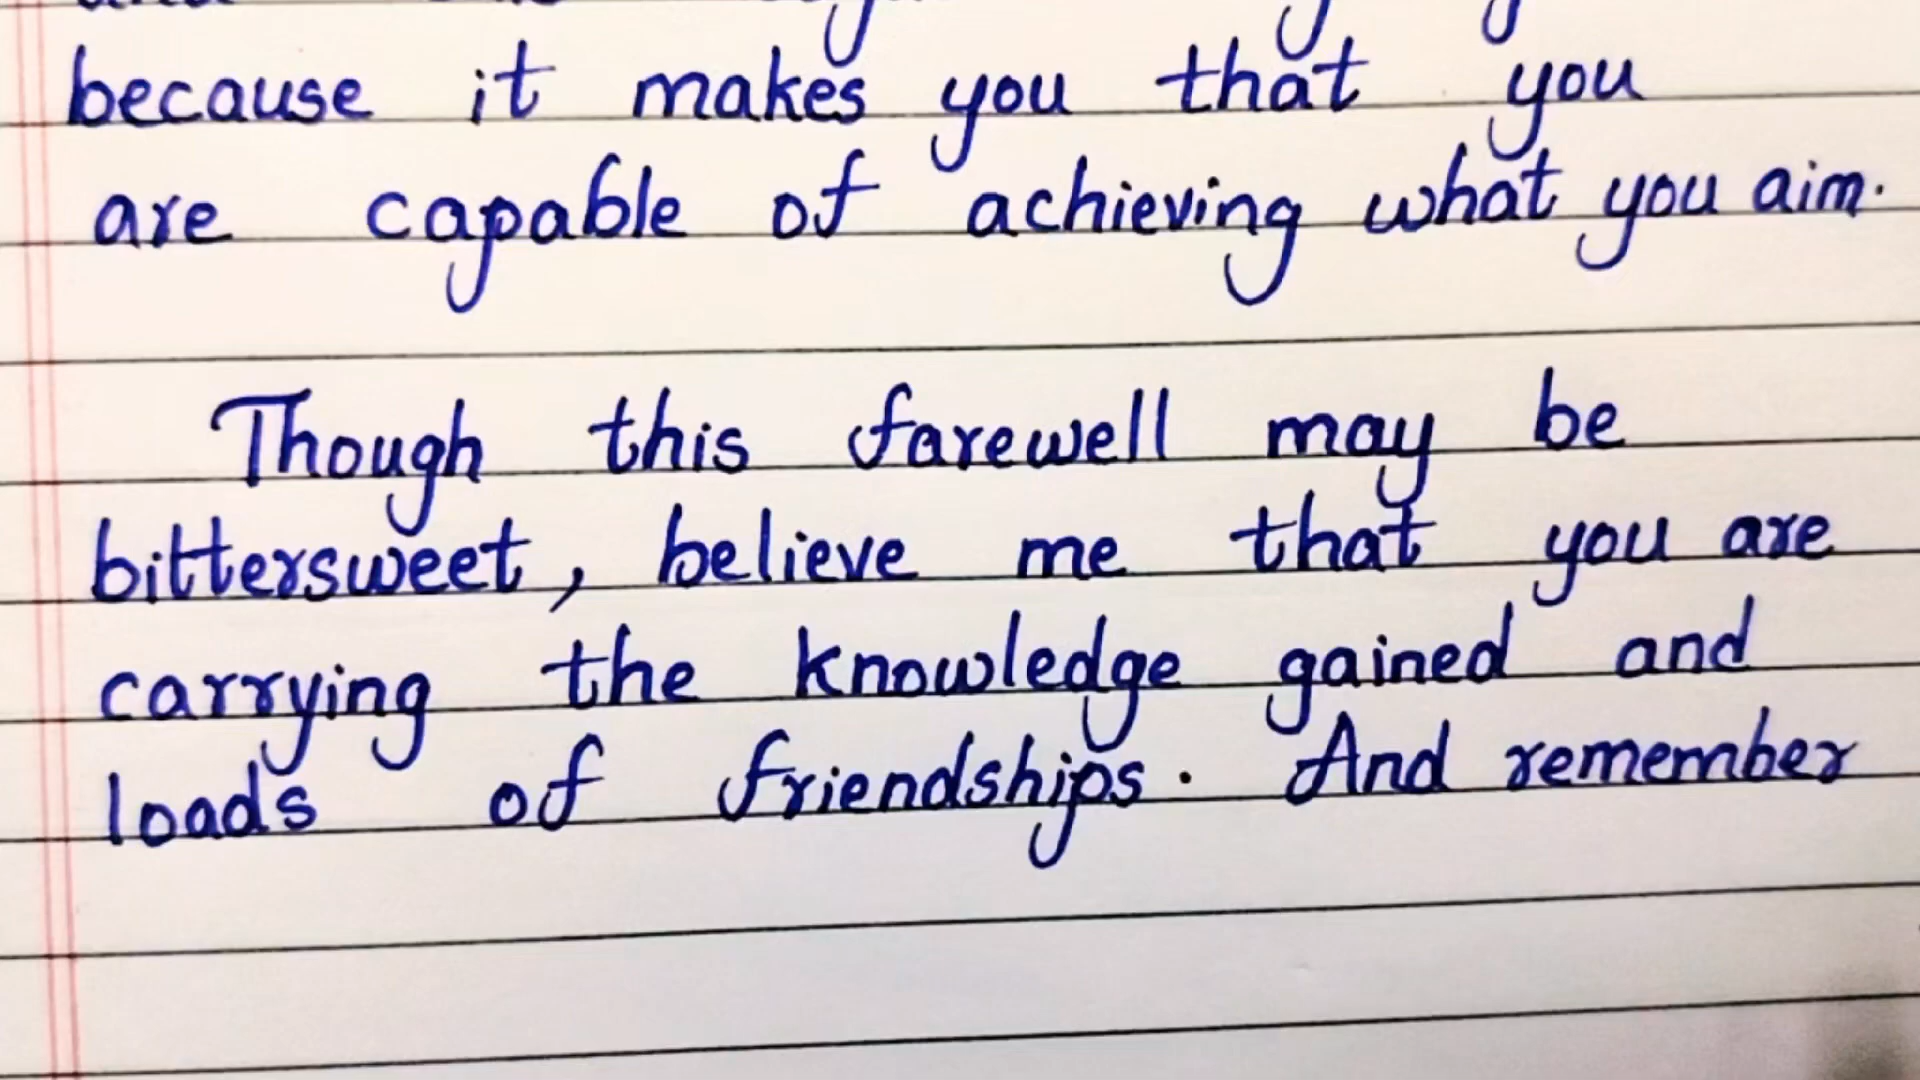 because it makes you that you
are capable of achieving what you aim.
Though this farewell may be
bittersweet, believe me that you are
carrying the knowledge gained and
loads of friendships. And remember